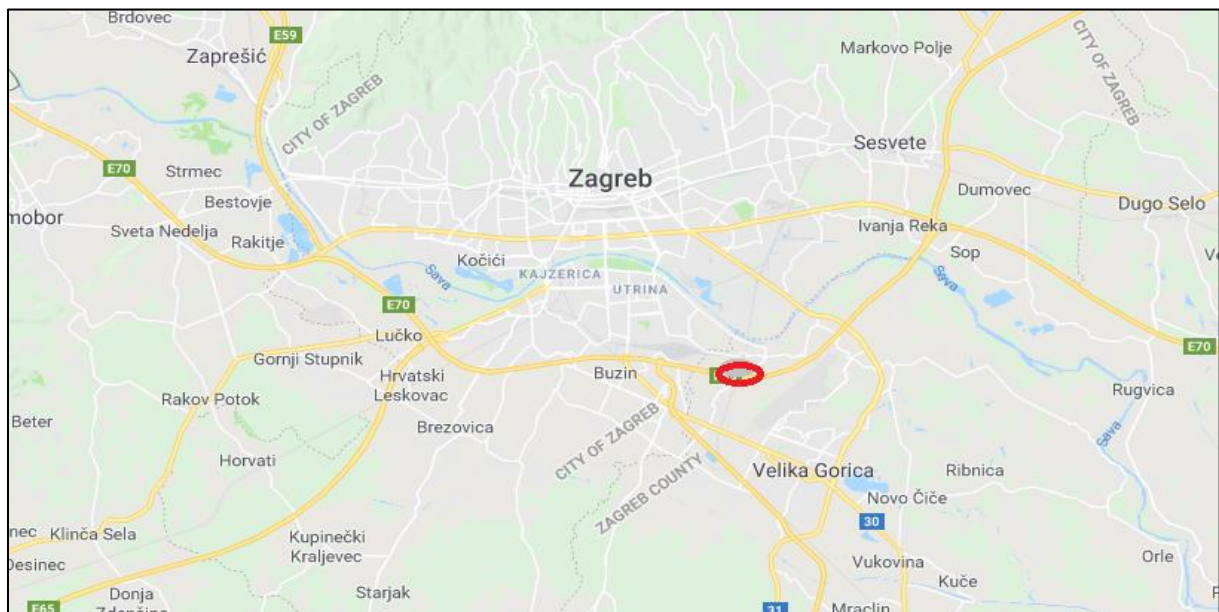 Brdovec
E59
Zaprešić
Markovo Polje
CITY OF ZAGREB
CITY OF ZAGREB
Sesvete
E70
Strmec
Zagreb
Dumovec
Bestovje
Dugo Selo
mobor
Sveta Nedelja
Rakitje
Ivanja Reka
Kočići
Sop
Sava
KAJZERICA
Sava
UTRINA
E70
Lučko
E70
Gornji Stupnik
Buzin
Hrvatski
Leskovac
Rugvica
Rakov Potok
Beter
Brezovica
CITY OF ZAGREB
Sava
Horvati
ZAGREB COUNTY
Velika Gorica
Ribnica
Novo Čiče
nec
Klinča Sela
30
Kupinečki
Kraljevec
Desinec
Vukovina
Orle
Kuče
Donja
Starjak
E65
31
Mraclin